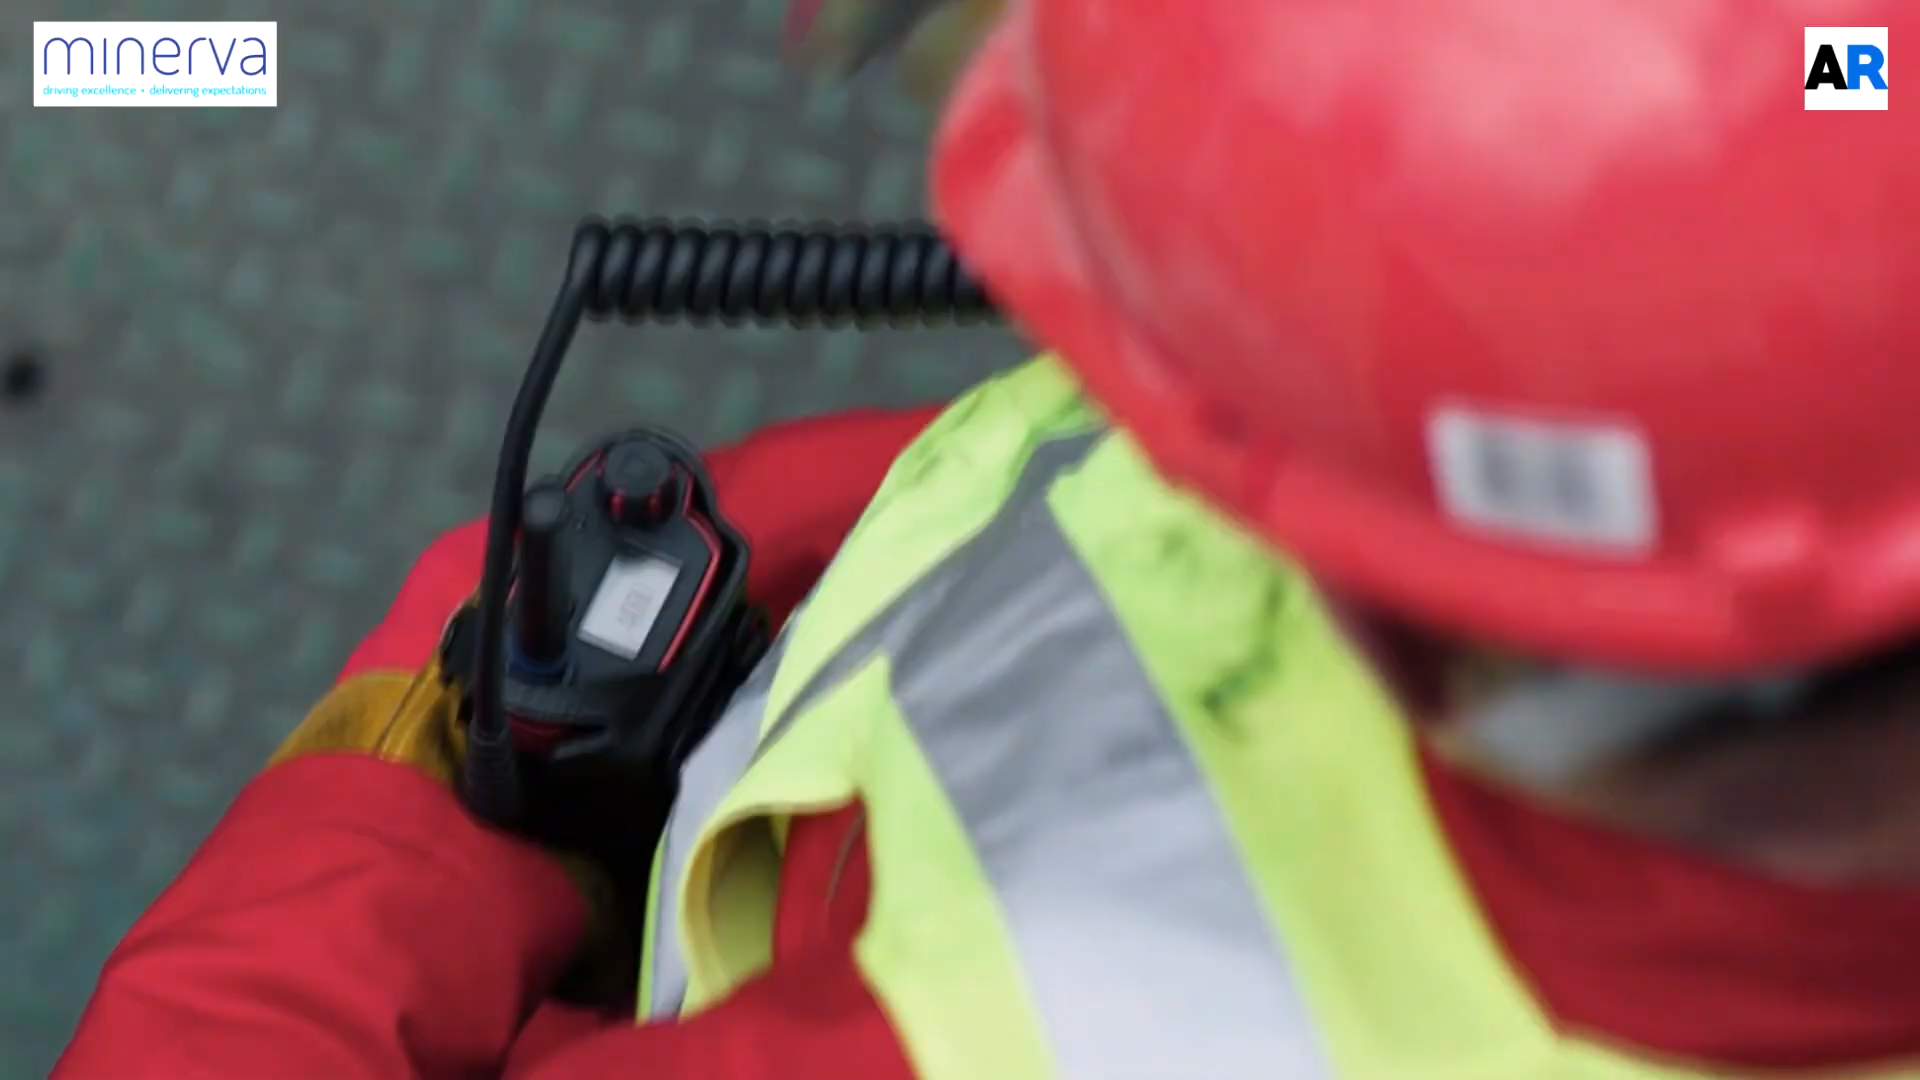 minerva
driving excellence • delivering expectations
AR